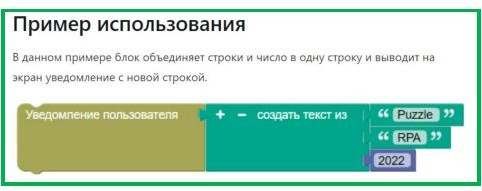 Пример использования
В данном примере блок объединяет строки и число в одну строку и выводит на
экран уведомление с новой строкой.
Уведомление пользователя + − создать текст из “ Puzzle ”
“ RPA ”
2022